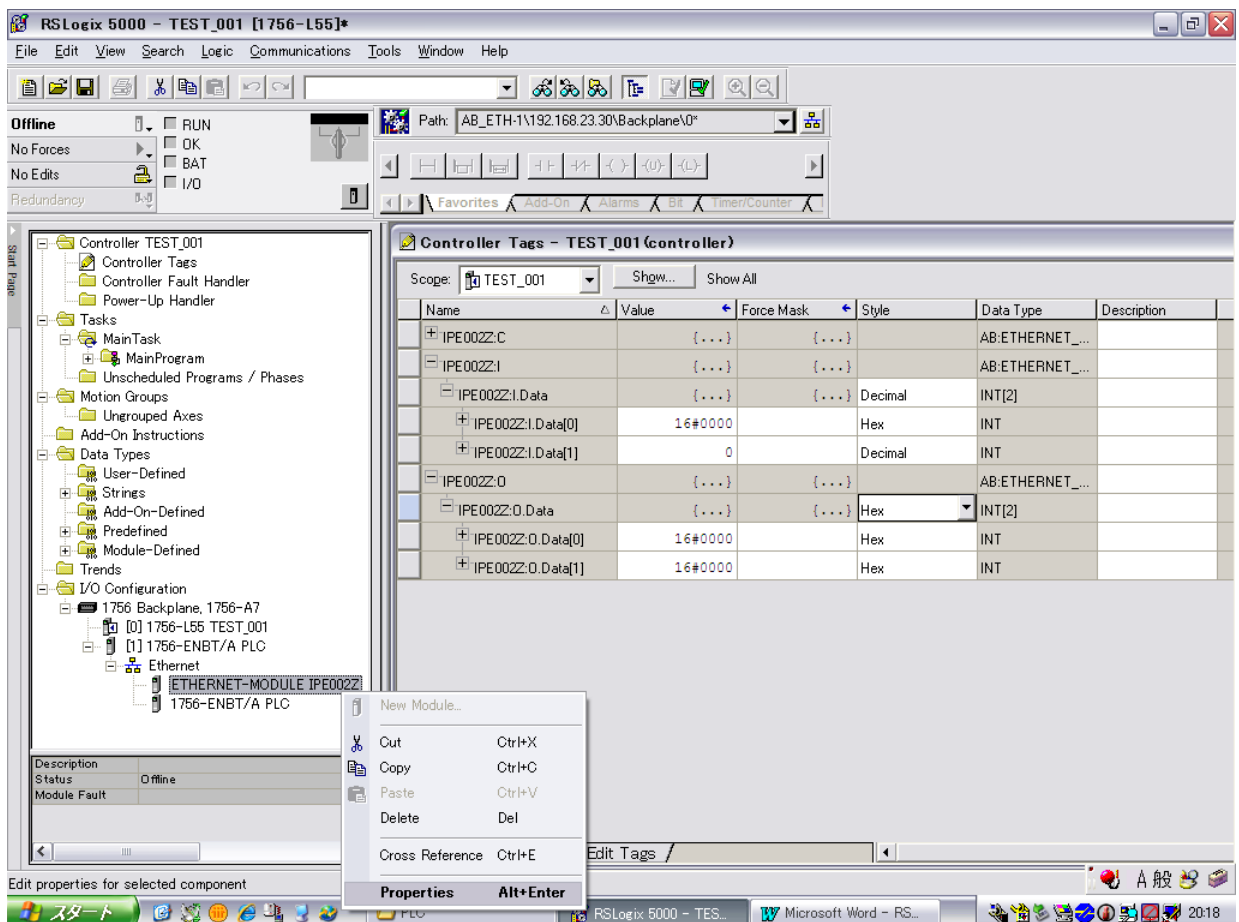 RSLogix 5000 - TEST_001 [1756-L55]*
File Edit View Search Logic Communications Tools Window Help
Offline
RUN
No Forces
OK
No Edits
BAT
Redundancy
I/O
Path: AB_ETH-1\192.168.23.30\Backplane\0*
Favorites Add-On Alarms Bit Timer/Counter
Start Page
Controller TEST_001
Controller Tags
Controller Fault Handler
Power-Up Handler
Tasks
MainTask
MainProgram
Unscheduled Programs / Phases
Motion Groups
Ungrouped Axes
Add-On Instructions
Data Types
User-Defined
Strings
Add-On-Defined
Predefined
Module-Defined
Trends
I/O Configuration
1756 Backplane, 1756-A7
[0] 1756-L55 TEST_001
[1] 1756-ENBT/A PLC
Ethernet
ETHERNET-MODULE IPE002Z
1756-ENBT/A PLC
Description
Status Offline
Module Fault
Controller Tags - TEST_001(controller)
Scope: TEST_001 Show... Show All
Name Value Force Mask Style Data Type Description
IPE002Z:C {...} {...} AB:ETHERNET_...
IPE002Z:I {...} {...} AB:ETHERNET_...
IPE002Z:I.Data {...} {...} Decimal INT[2]
IPE002Z:I.Data[0] 16#0000 Hex INT
IPE002Z:I.Data[1] 0 Decimal INT
IPE002Z:O {...} {...} AB:ETHERNET_...
IPE002Z:O.Data {...} {...} Hex INT[2]
IPE002Z:O.Data[0] 16#0000 Hex INT
IPE002Z:O.Data[1] 16#0000 Hex INT
New Module...
Cut Ctrl+X
Copy Ctrl+C
Paste Ctrl+V
Delete Del
Cross Reference Ctrl+E
Properties Alt+Enter
Edit Tags
Edit properties for selected component
A 般
スタート
PLC
RSLogix 5000 - TES...
Microsoft Word - RS...
20:18